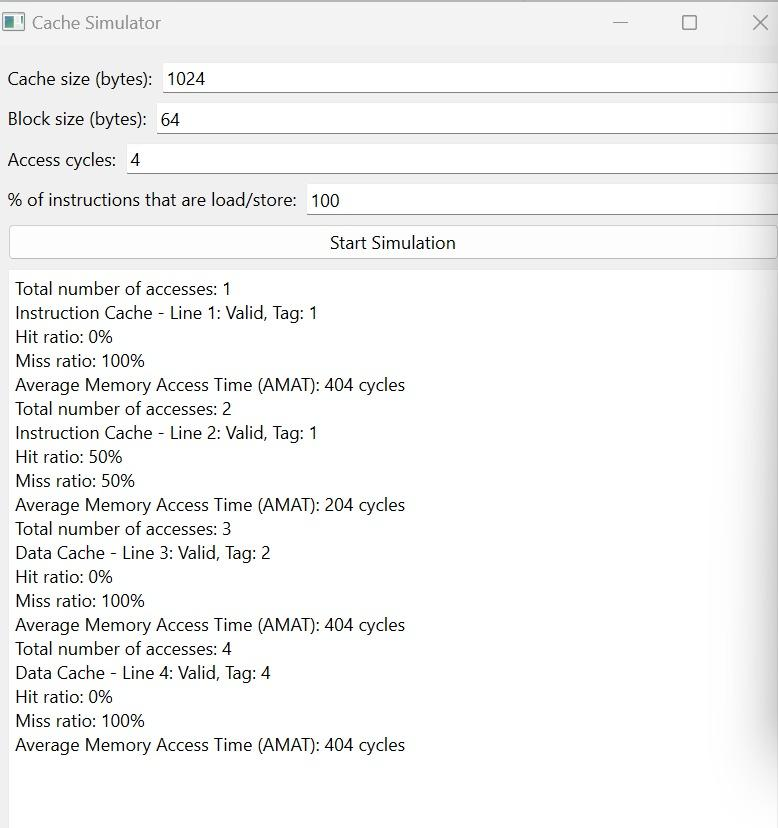 Cache Simulator
Cache size (bytes): 1024
Block size (bytes): 64
Access cycles: 4
% of instructions that are load/store: 100
Start Simulation
Total number of accesses: 1
Instruction Cache - Line 1: Valid, Tag: 1
Hit ratio: 0%
Miss ratio: 100%
Average Memory Access Time (AMAT): 404 cycles
Total number of accesses: 2
Instruction Cache - Line 2: Valid, Tag: 1
Hit ratio: 50%
Miss ratio: 50%
Average Memory Access Time (AMAT): 204 cycles
Total number of accesses: 3
Data Cache - Line 3: Valid, Tag: 2
Hit ratio: 0%
Miss ratio: 100%
Average Memory Access Time (AMAT): 404 cycles
Total number of accesses: 4
Data Cache - Line 4: Valid, Tag: 4
Hit ratio: 0%
Miss ratio: 100%
Average Memory Access Time (AMAT): 404 cycles